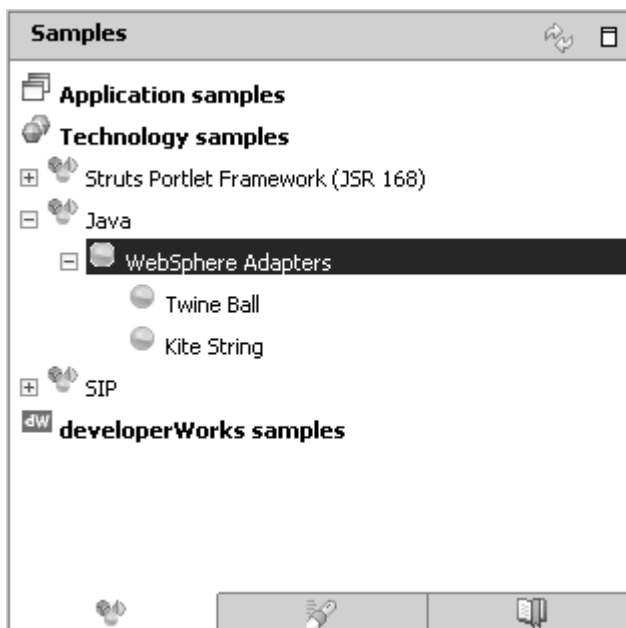 Samples
Application samples
Technology samples
Struts Portlet Framework (JSR 168)
Java
WebSphere Adapters
Twine Ball
Kite String
SIP
dW developerWorks samples